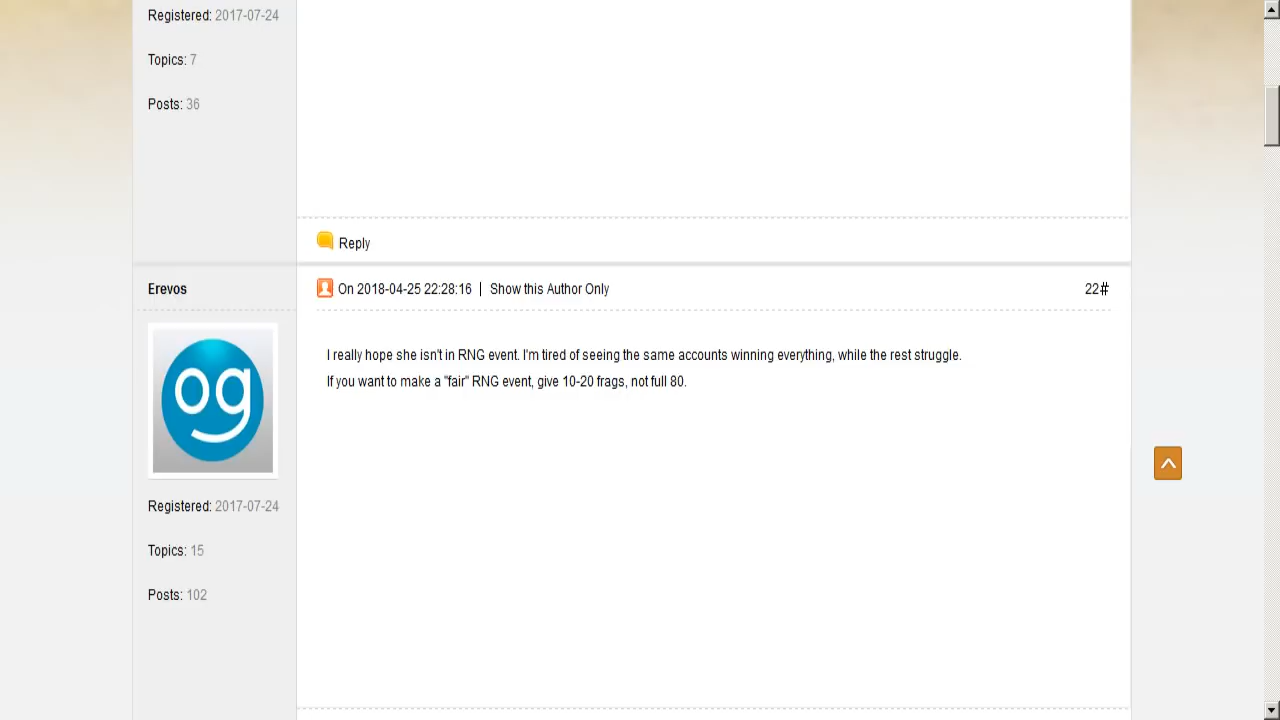 Registered: 2017-07-24
Topics: 7
Posts: 36
Reply
Erevos
On 2018-04-25 22:28:16 | Show this Author Only
22#
og
I really hope she isn't in RNG event. I'm tired of seeing the same accounts winning everything, while the rest struggle.
If you want to make a "fair" RNG event, give 10-20 frags, not full 80.
Registered: 2017-07-24
Topics: 15
Posts: 102